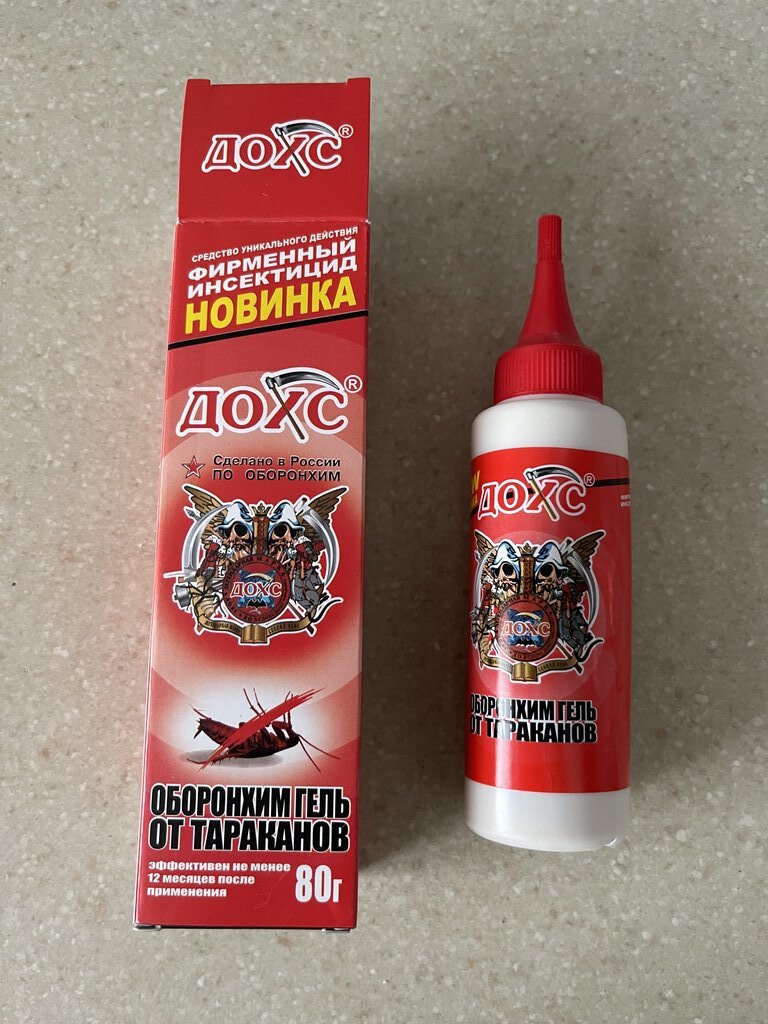 ДОХС®
СРЕДСТВО УНИКАЛЬНОГО ДЕЙСТВИЯ
ФИРМЕННЫЙ
ИНСЕКТИЦИД
НОВИНКА
ДОХС®
Сделано в России
ПО ОБОРОНХИМ
ДОХС
ОБОРОНХИМ ГЕЛЬ
ОТ ТАРАКАНОВ
эффективен не менее
12 месяцев после
применения
80г
ДОХС®
ДОХС
ОБОРОНХИМ ГЕЛЬ
ОТ ТАРАКАНОВ